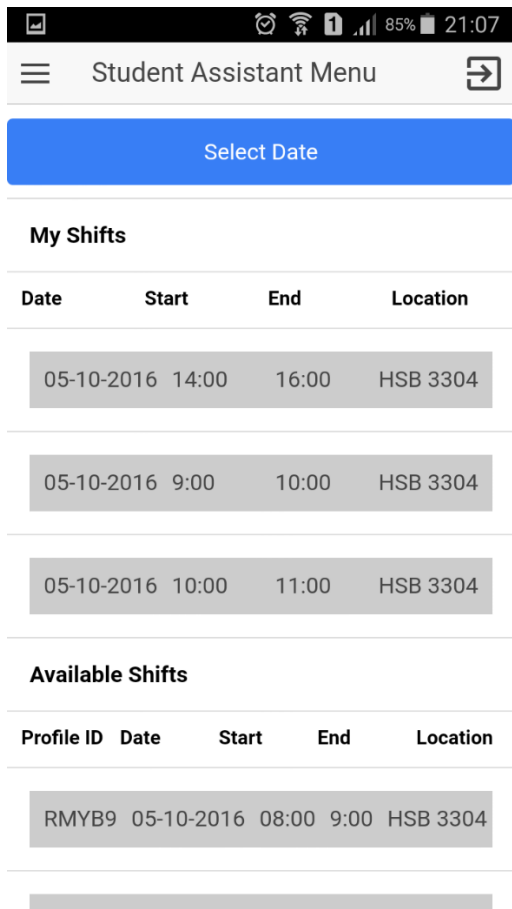 1 85% 21:07
Student Assistant Menu
Select Date
My Shifts
Date Start End Location
05-10-2016 14:00 16:00 HSB 3304
05-10-2016 9:00 10:00 HSB 3304
05-10-2016 10:00 11:00 HSB 3304
Available Shifts
Profile ID Date Start End Location
RMYB9 05-10-2016 08:00 9:00 HSB 3304